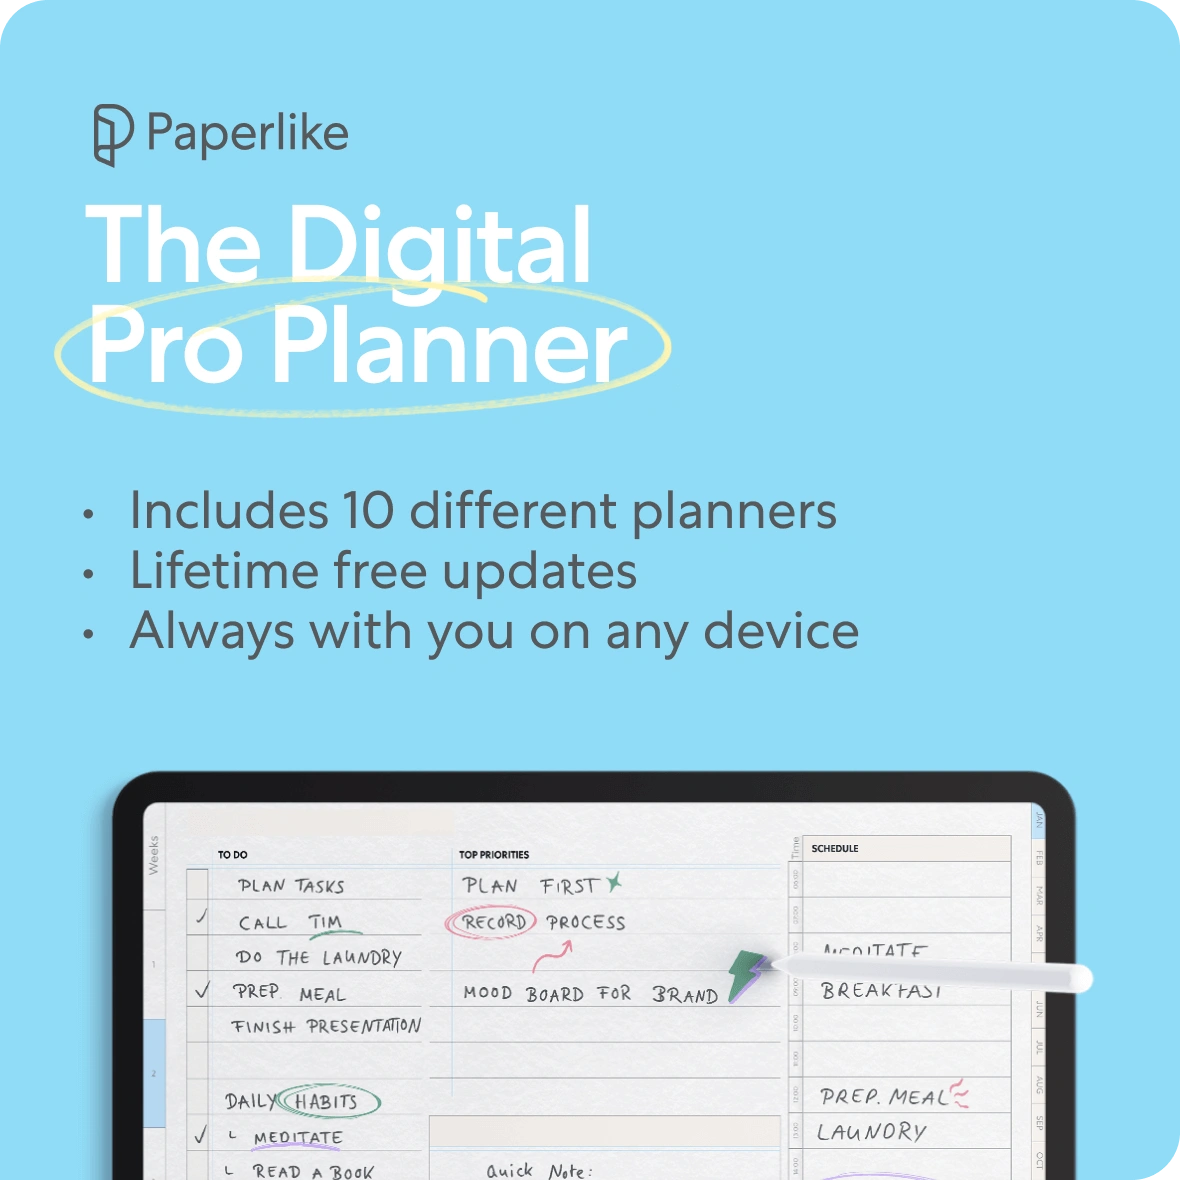 Paperlike
The Digital
Pro Planner
• Includes 10 different planners
• Lifetime free updates
• Always with you on any device
Weeks
1
2
TO DO
PLAN TASKS
CALL TIM
DO THE LAUNDRY
PREP. MEAL
FINISH PRESENTATION
DAILY HABITS
MEDITATE
READ A BOOK
TOP PRIORITIES
PLAN FIRST
RECORD PROCESS
MOOD BOARD FOR BRAND
Quick Note:
Time
SCHEDULE
MEDITATE
BREAKFAST
PREP. MEAL
LAUNDRY
JAN
FEB
MAR
APR
JUN
JUL
AUG
SEP
OCT